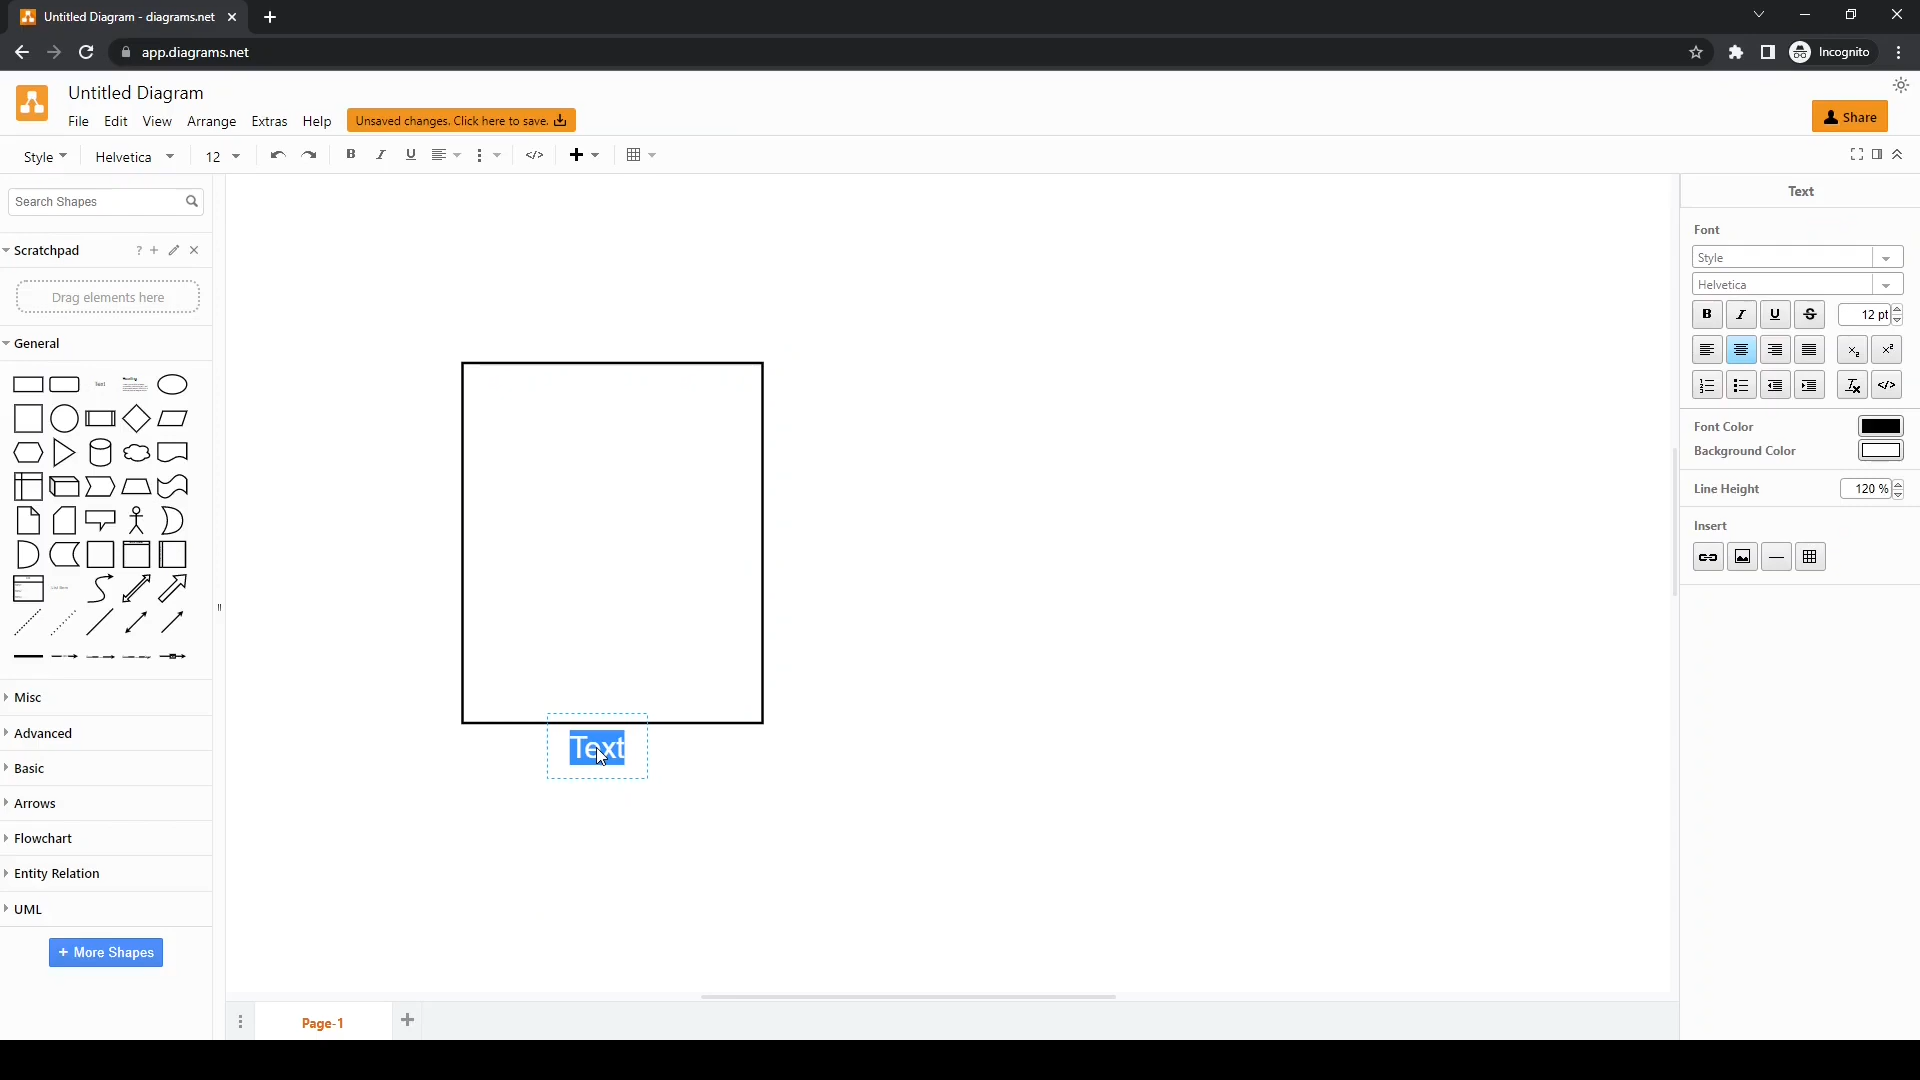 Untitled Diagram - diagrams.net
app.diagrams.net
Incognito
Untitled Diagram
File Edit View Arrange Extras Help
Unsaved changes. Click here to save.
Share
Style Helvetica 12 B I U </>
Search Shapes
Scratchpad ?
Drag elements here
General
Text
Misc
Advanced
Basic
Arrows
Flowchart
Entity Relation
UML
+ More Shapes
Text
Page-1
Text
Font
Style
Helvetica
B I U S 12 pt
Font Color
Background Color
Line Height 120 %
Insert